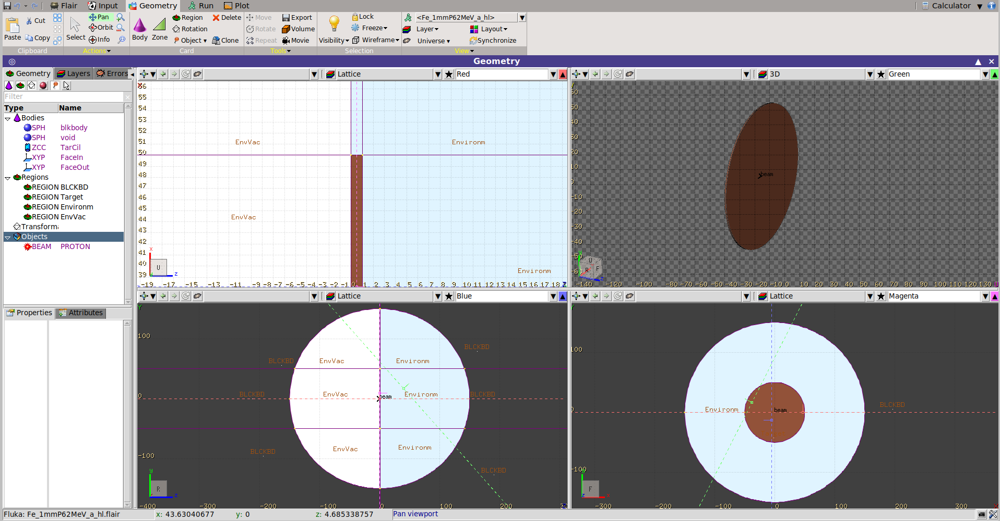 Flair Input Geometry Run Plot Calculator
Paste Cut Copy
Select Pan Orbit Info
Body Zone Region Rotation Object Delete Clone
Move Rotate Repeat Export Volume Movie
Visibility Lock Freeze Wireframe
<Fe_1mmP62MeV_a_hl>
Layer Layout
Universe Synchronize
Clipboard Actions Card Tools Selection View
Geometry
Geometry Layers Errors
Filter
Type Name
Bodies
SPH blkbody
SPH void
ZCC TarCil
XYP FaceIn
XYP FaceOut
Regions
REGION BLCKBD
REGION Target
REGION Environm
REGION EnvVac
Transforma
Objects
BEAM PROTON
Properties Attributes
Lattice Red
56
55
54
53
52
51
50
49
48
47
46
45
44
43
42
41
40
39
EnvVac Environm
EnvVac
Environm
x
U
z
-19 -17 -15 -13 -11 -9 -8 -7 -6 -5 -4 -3 -2 -1 0 1 2 3 4 5 6 7 8 9 10 11 12 13 14 15 16 17 18
3D Green
60
50
40
30
20
10
0
-10
-20
-30
-40
-50
-60
beam
U
R F
-140 -120 -100 -80 -70 -60 -50 -40 -30 -20 -10 0 10 20 30 40 50 60 70 80 90 100 110 120 130
Lattice Blue
Y
100
0
-100
BLCKBD EnvVac Environm BLCKBD
BLCKBD EnvVac beam Environm BLCKBD
BLCKBD EnvVac Environm BLCKBD
y
R
z
-400 -300 -200 -100 0 100 200
Lattice Magenta
Y
100
0
-100
Environm beam BLCKBD
y
F
x
-300 -200 -100 0 100 200 300
Fluka: Fe_1mmP62MeV_a_hl.flair x: 43.63040677 y: 0 z: 4.685338757 Pan viewport